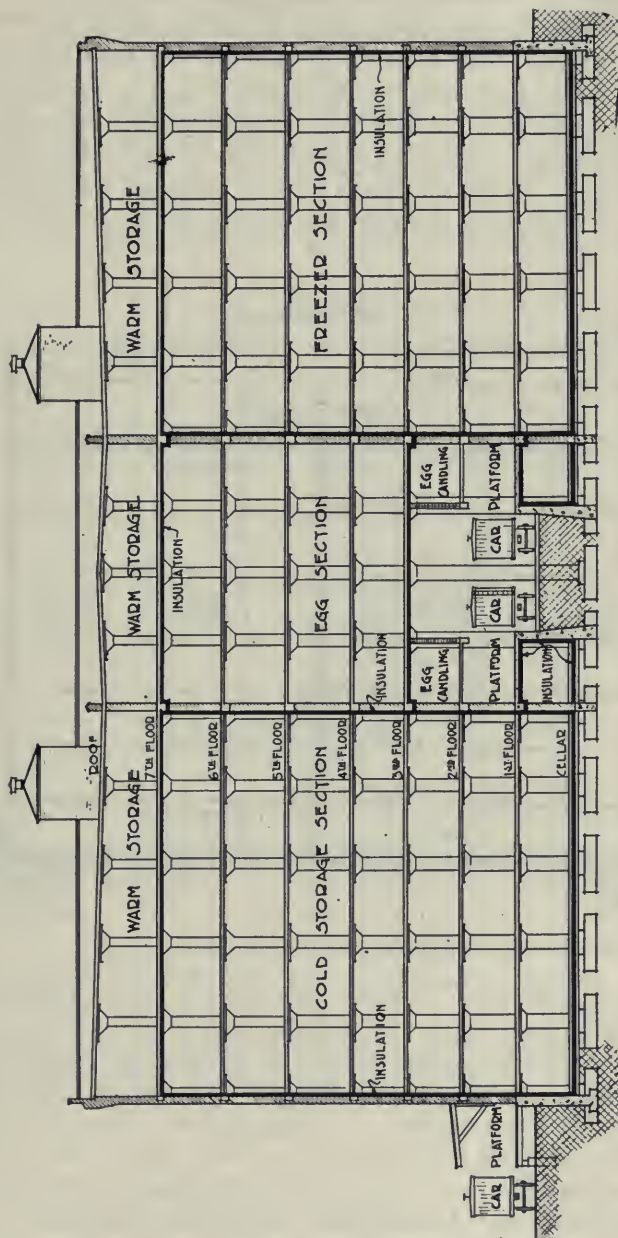 ROOF
WARM STORAGE
WARM STORAGE
WARM STORAGE
7TH FLOOR
INSULATION
6TH FLOOR
5TH FLOOR
COLD STORAGE SECTION
EGG SECTION
FREEZER SECTION
4TH FLOOR
INSULATION
INSULATION
INSULATION
3RD FLOOR
EGG
CANDLING
EGG
CANDLING
2ND FLOOR
PLATFORM
CAR
PLATFORM
CAR
CAR
PLATFORM
1ST FLOOR
INSULATION
CELLAR